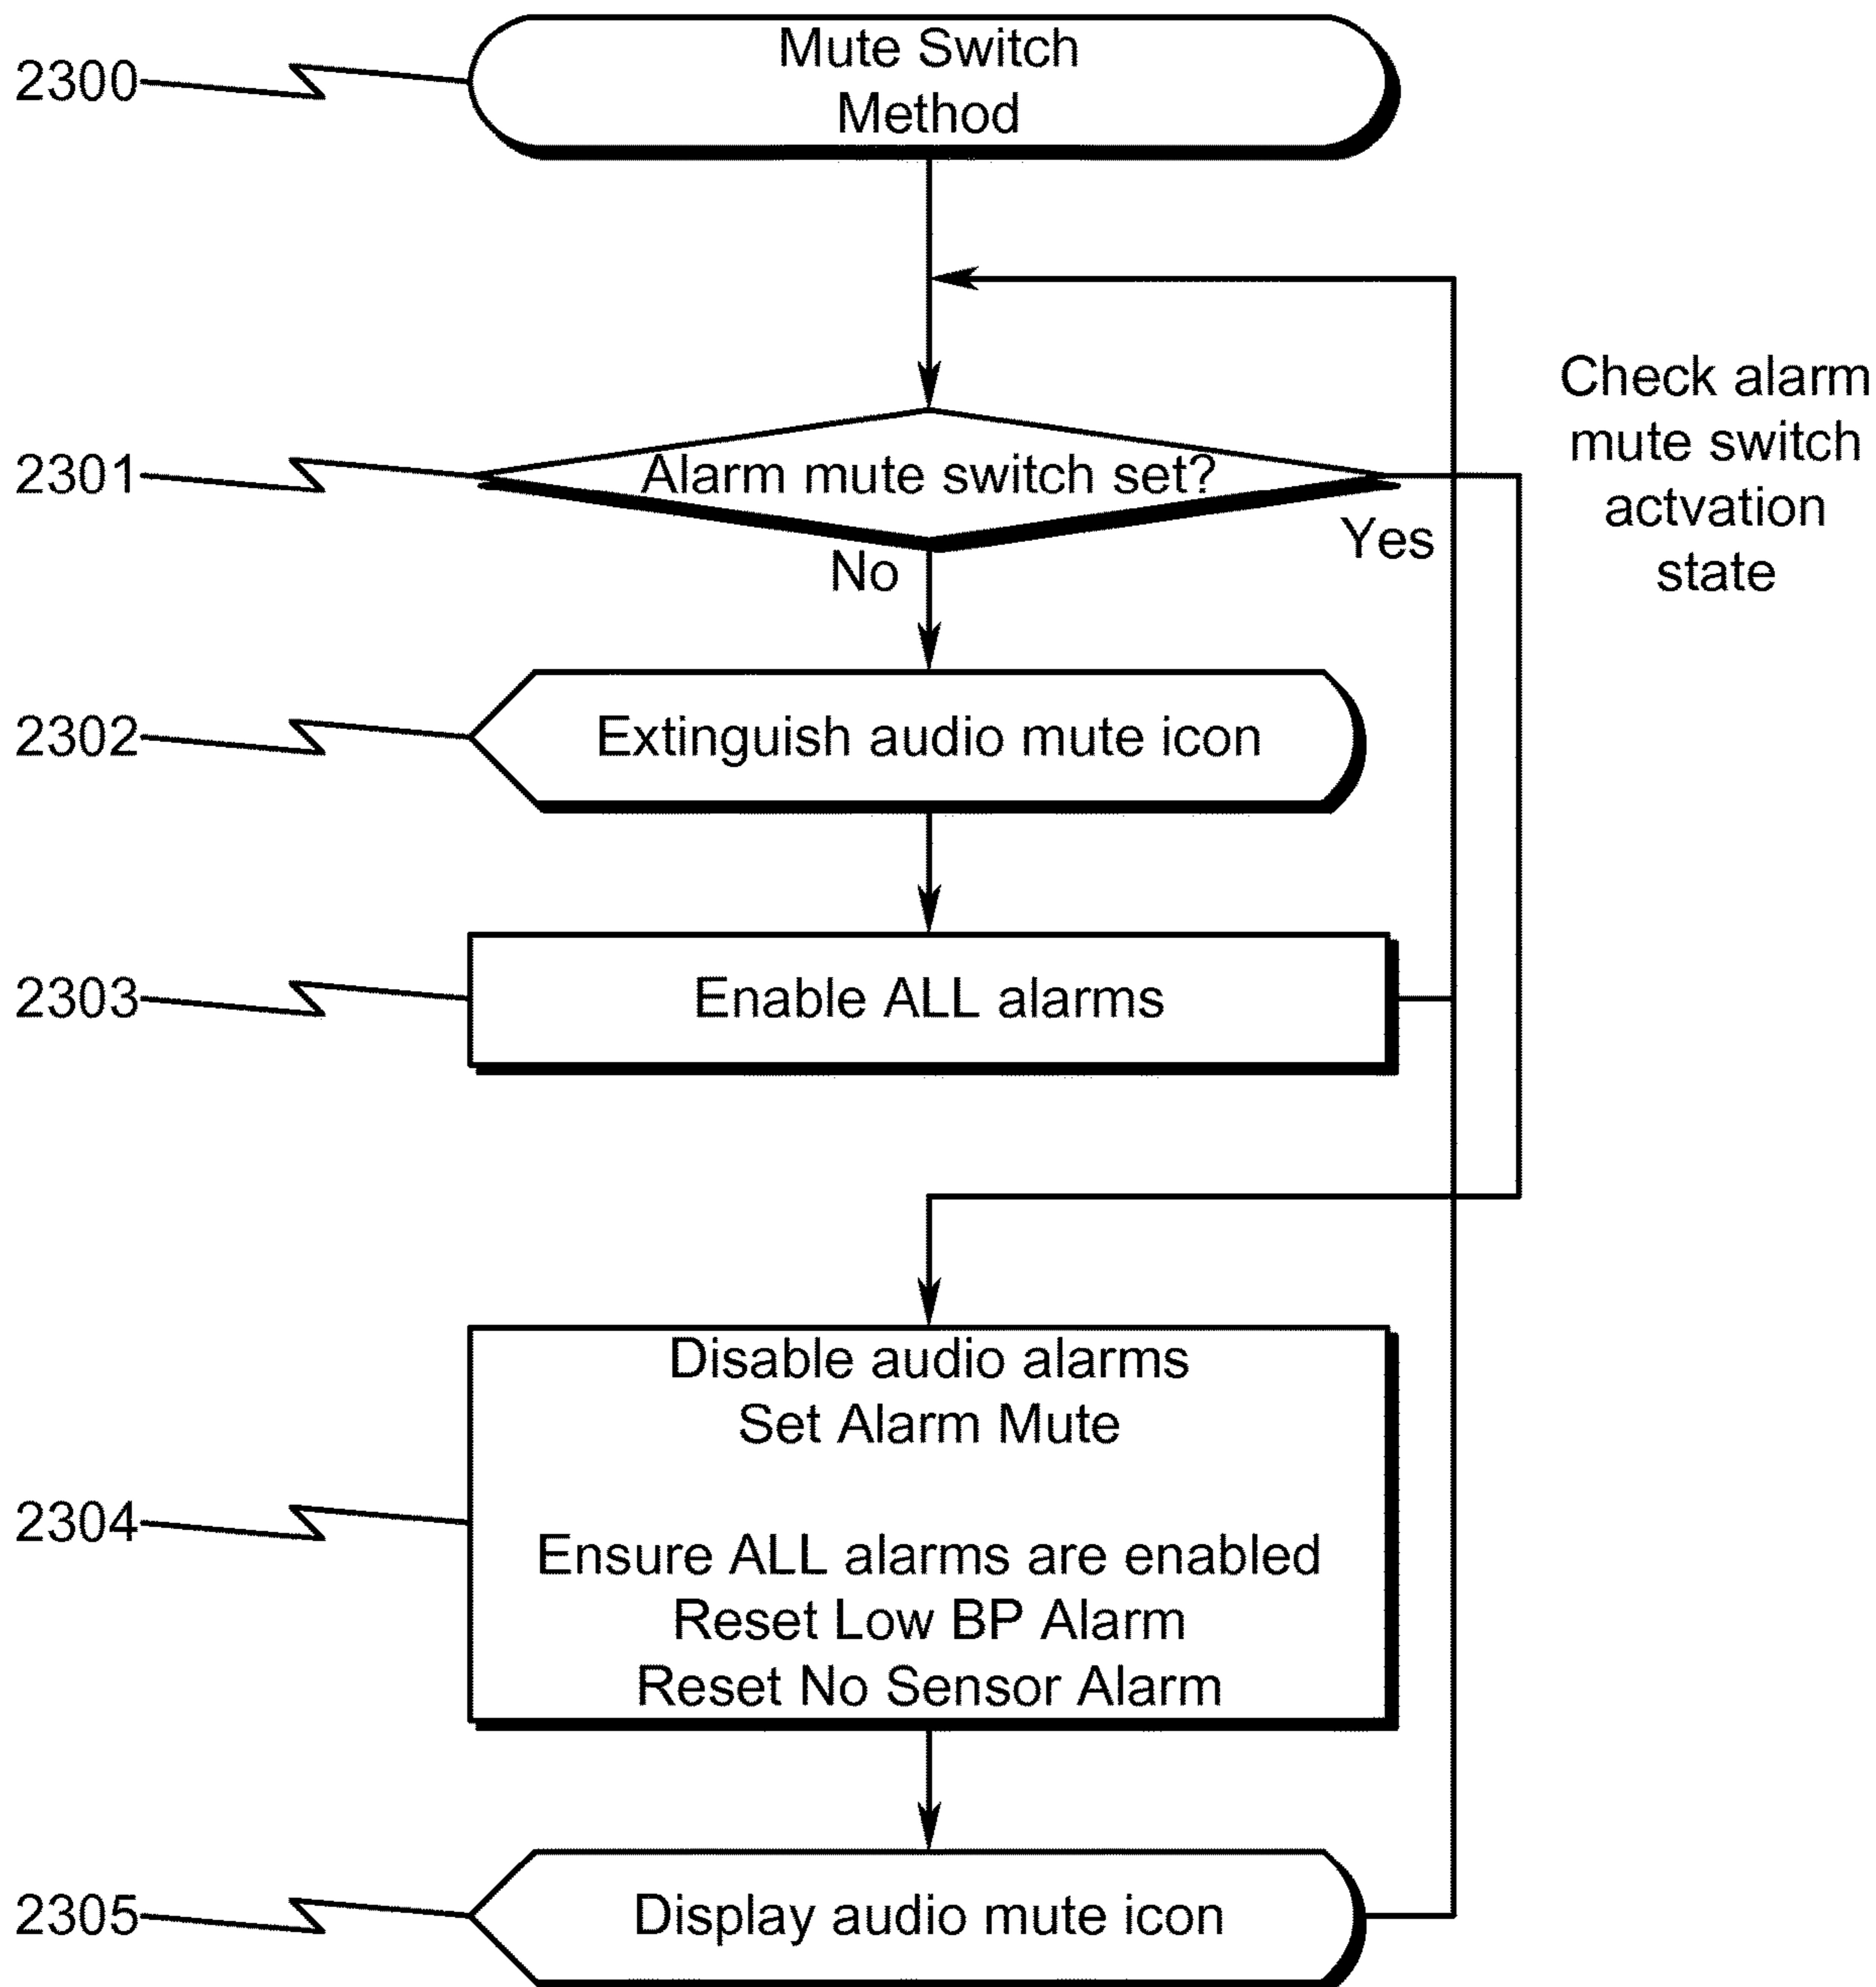 2300
Mute Switch
Method
Check alarm
mute switch
actvation
state
2301
Alarm mute switch set?
Yes
No
2302
Extinguish audio mute icon
2303
Enable ALL alarms
2304
Disable audio alarms
Set Alarm Mute
Ensure ALL alarms are enabled
Reset Low BP Alarm
Reset No Sensor Alarm
2305
Display audio mute icon